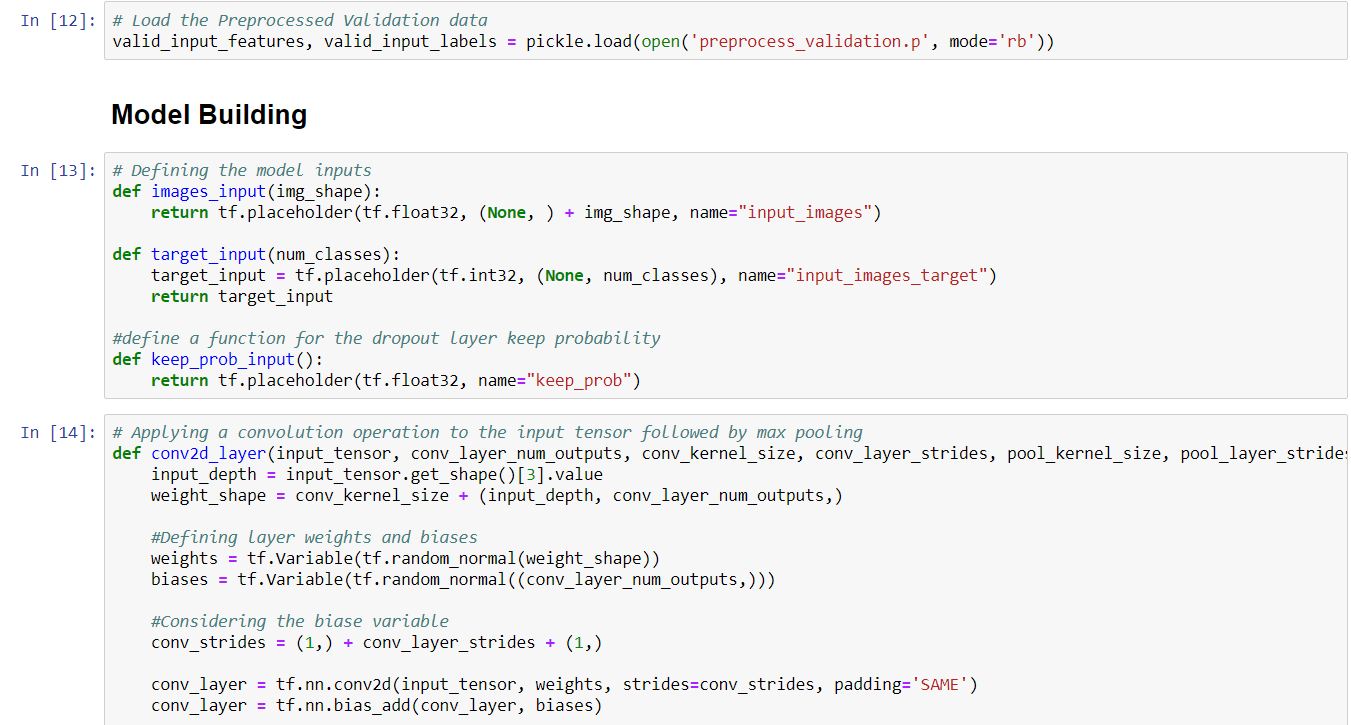 In [12]: # Load the Preprocessed Validation data
valid_input_features, valid_input_labels = pickle.load(open('preprocess_validation.p', mode='rb'))
Model Building
In [13]: # Defining the model inputs
def images_input(img_shape):
    return tf.placeholder(tf.float32, (None, ) + img_shape, name="input_images")
def target_input(num_classes):
    target_input = tf.placeholder(tf.int32, (None, num_classes), name="input_images_target")
    return target_input
#define a function for the dropout layer keep probability
def keep_prob_input():
    return tf.placeholder(tf.float32, name="keep_prob")
In [14]: # Applying a convolution operation to the input tensor followed by max pooling
def conv2d_layer(input_tensor, conv_layer_num_outputs, conv_kernel_size, conv_layer_strides, pool_kernel_size, pool_layer_strides
    input_depth = input_tensor.get_shape()[3].value
    weight_shape = conv_kernel_size + (input_depth, conv_layer_num_outputs,)
    #Defining layer weights and biases
    weights = tf.Variable(tf.random_normal(weight_shape))
    biases = tf.Variable(tf.random_normal((conv_layer_num_outputs,)))
    #Considering the biase variable
    conv_strides = (1,) + conv_layer_strides + (1,)
    conv_layer = tf.nn.conv2d(input_tensor, weights, strides=conv_strides, padding='SAME')
    conv_layer = tf.nn.bias_add(conv_layer, biases)